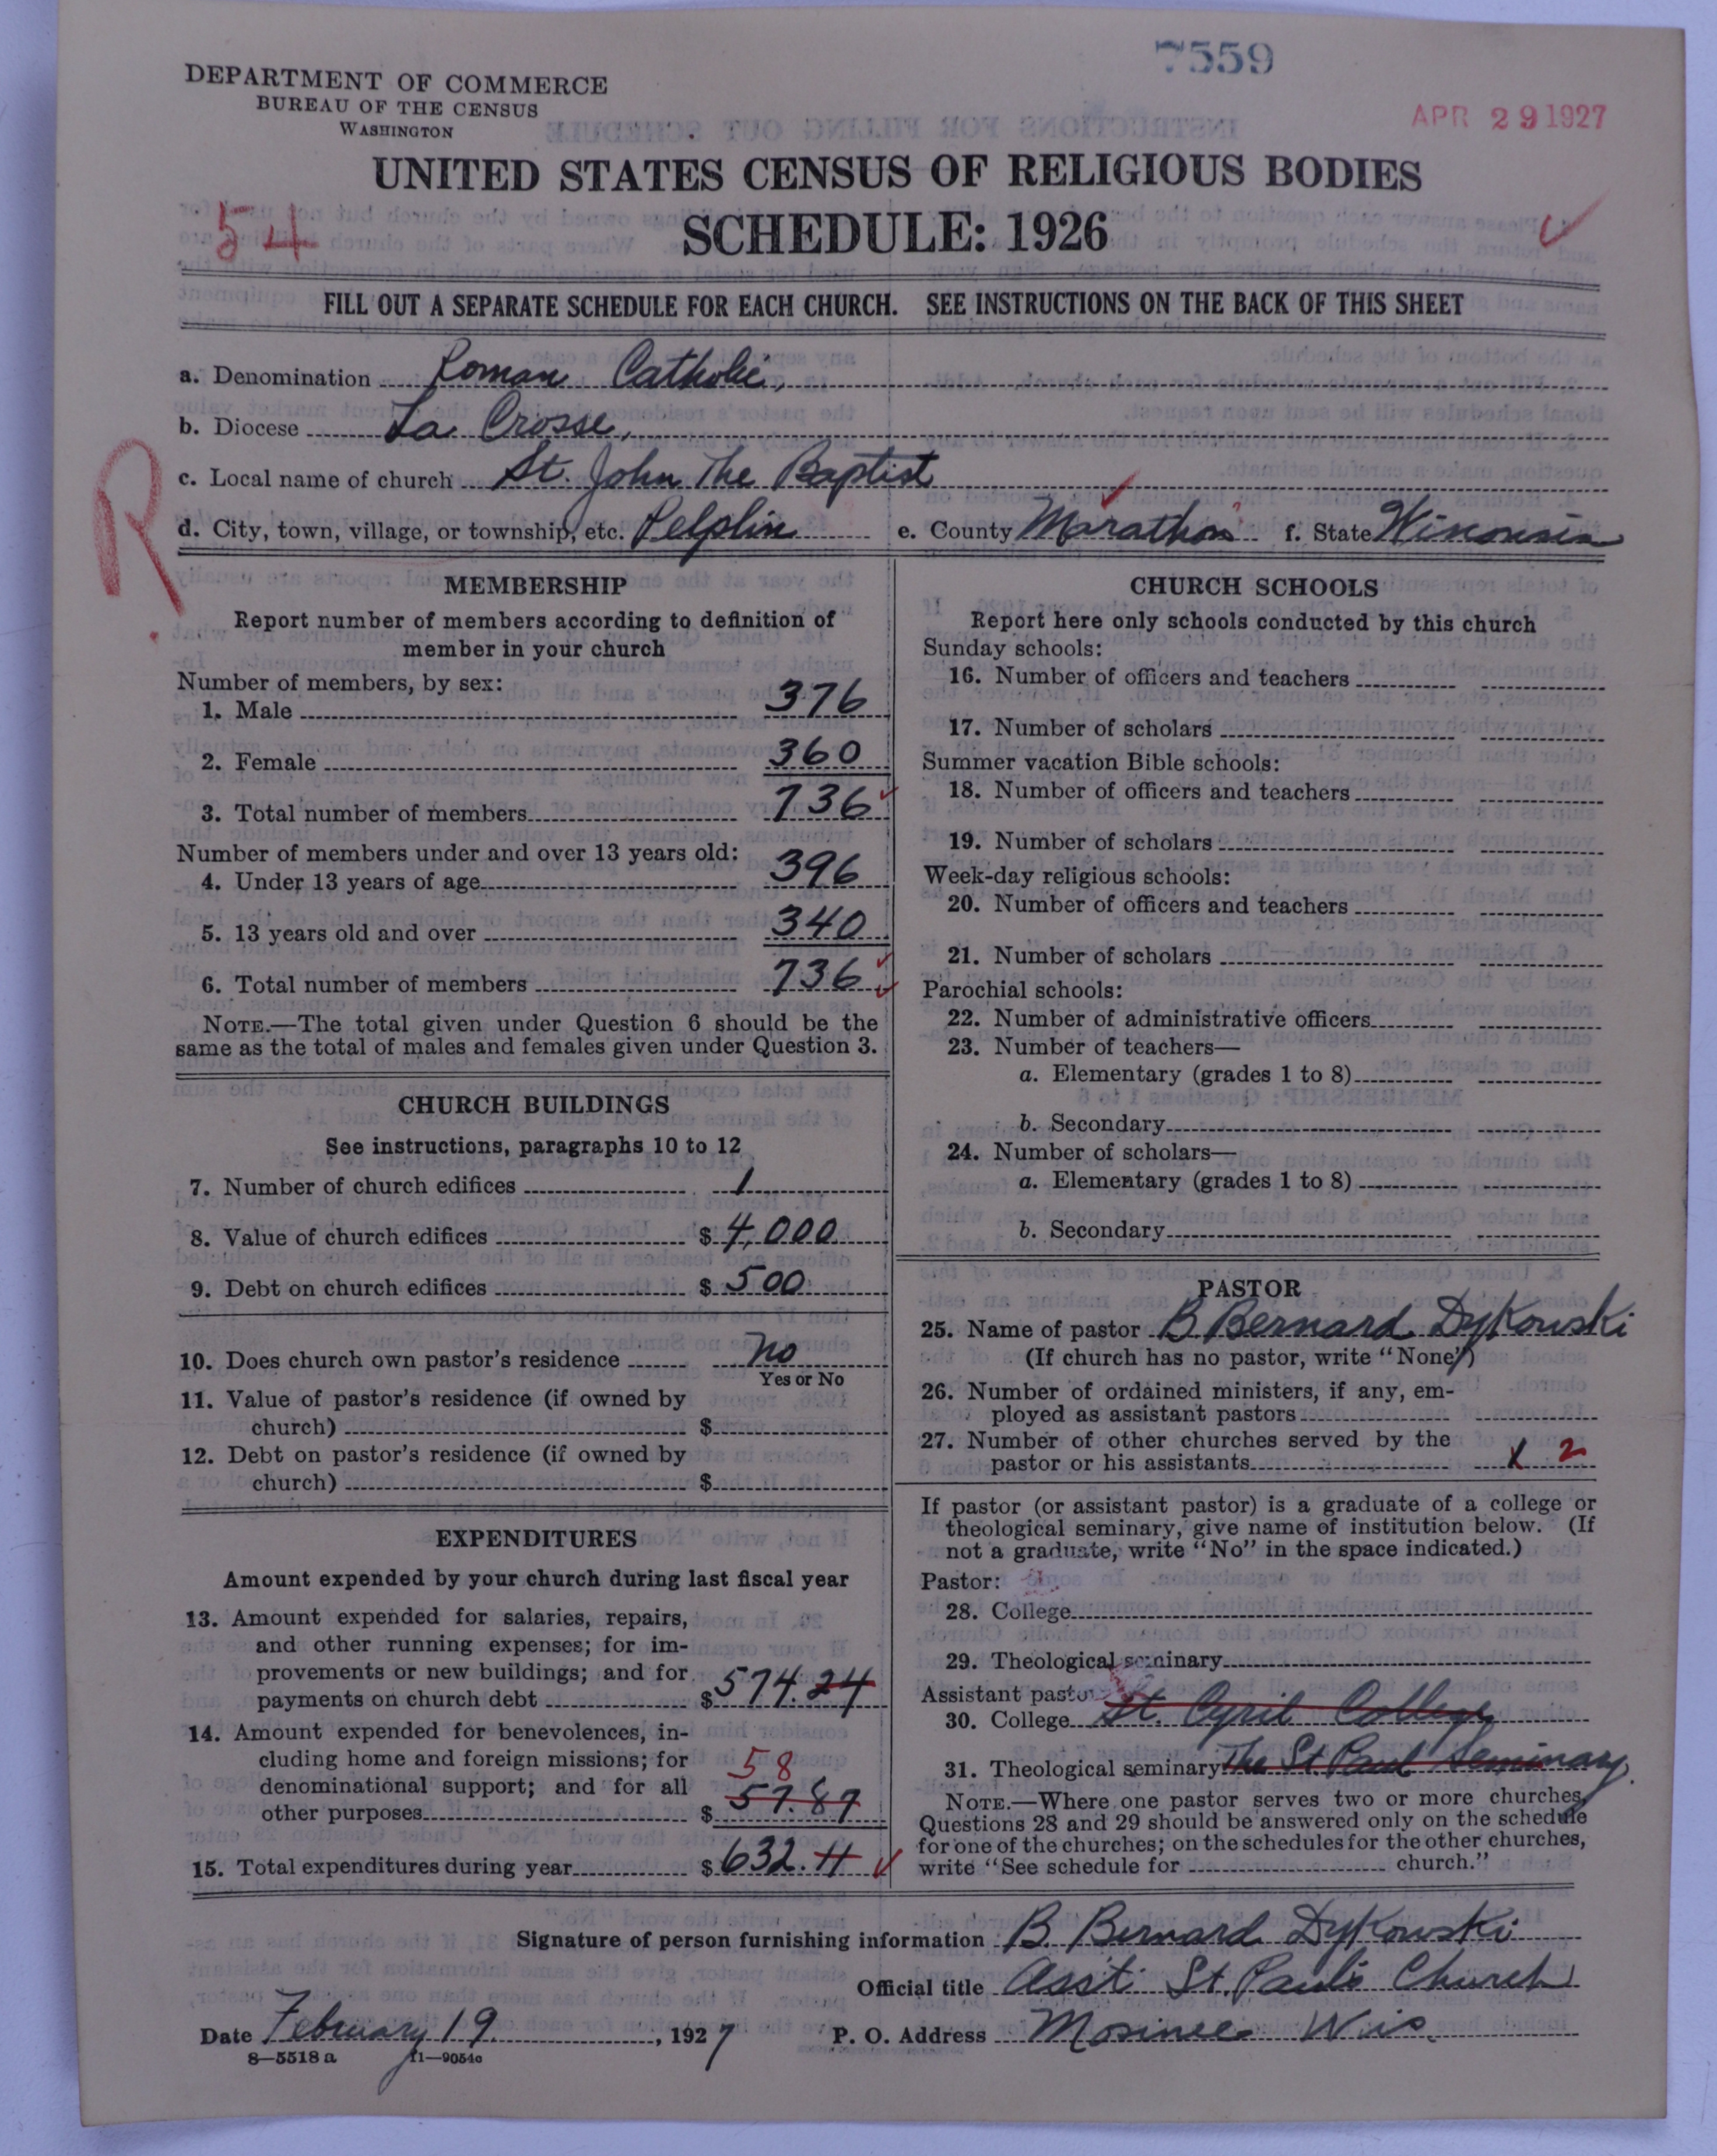 7559
DEPARTMENT OF COMMERCE
BUREAU OF THE CENSUS
WASHINGTON
APR 29 1927
UNITED STATES CENSUS OF RELIGIOUS BODIES
54
SCHEDULE: 1926
FILL OUT A SEPARATE SCHEDULE FOR EACH CHURCH. SEE INSTRUCTIONS ON THE BACK OF THIS SHEET
a. Denomination Roman Catholic,
b. Diocese La Crosse,
R
c. Local name of church St. John The Baptist
d. City, town, village, or township, etc. Pelplin e. County Marathon f. State Wisconsin
MEMBERSHIP
Report number of members according to definition of
member in your church
Number of members, by sex:
1. Male 376
2. Female 360
3. Total number of members 736
Number of members under and over 13 years old:
4. Under 13 years of age 396
5. 13 years old and over 340
6. Total number of members 736
NOTE.—The total given under Question 6 should be the
same as the total of males and females given under Question 3.
CHURCH BUILDINGS
See instructions, paragraphs 10 to 12
7. Number of church edifices 1
8. Value of church edifices $ 4,000
9. Debt on church edifices $ 500
10. Does church own pastor's residence no
Yes or No
11. Value of pastor's residence (if owned by
church) $
12. Debt on pastor's residence (if owned by
church) $
EXPENDITURES
Amount expended by your church during last fiscal year
13. Amount expended for salaries, repairs,
and other running expenses; for im-
provements or new buildings; and for
payments on church debt $ 574.24
14. Amount expended for benevolences, in-
cluding home and foreign missions; for
58
denominational support; and for all
other purposes $ 57.87
15. Total expenditures during year $ 632.11
CHURCH SCHOOLS
Report here only schools conducted by this church
Sunday schools:
16. Number of officers and teachers
17. Number of scholars
Summer vacation Bible schools:
18. Number of officers and teachers
19. Number of scholars
Week-day religious schools:
20. Number of officers and teachers
21. Number of scholars
Parochial schools:
22. Number of administrative officers
23. Number of teachers—
a. Elementary (grades 1 to 8)
b. Secondary
24. Number of scholars—
a. Elementary (grades 1 to 8)
b. Secondary
PASTOR
25. Name of pastor B Bernard Dykowski
(If church has no pastor, write "None")
26. Number of ordained ministers, if any, em-
ployed as assistant pastors
27. Number of other churches served by the
pastor or his assistants 2
If pastor (or assistant pastor) is a graduate of a college or
theological seminary, give name of institution below. (If
not a graduate, write "No" in the space indicated.)
Pastor:
28. College
29. Theological seminary
Assistant pastor
30. College St. Cyril College
31. Theological seminary The St Paul Seminary
NOTE.—Where one pastor serves two or more churches,
Questions 28 and 29 should be answered only on the schedule
for one of the churches; on the schedules for the other churches,
write "See schedule for church."
Signature of person furnishing information B. Bernard Dykowski
Official title Asst. St. Paul's Church
Date February 19, 1927 P. O. Address Mosinee Wis.
8—5518 a 11—9054c